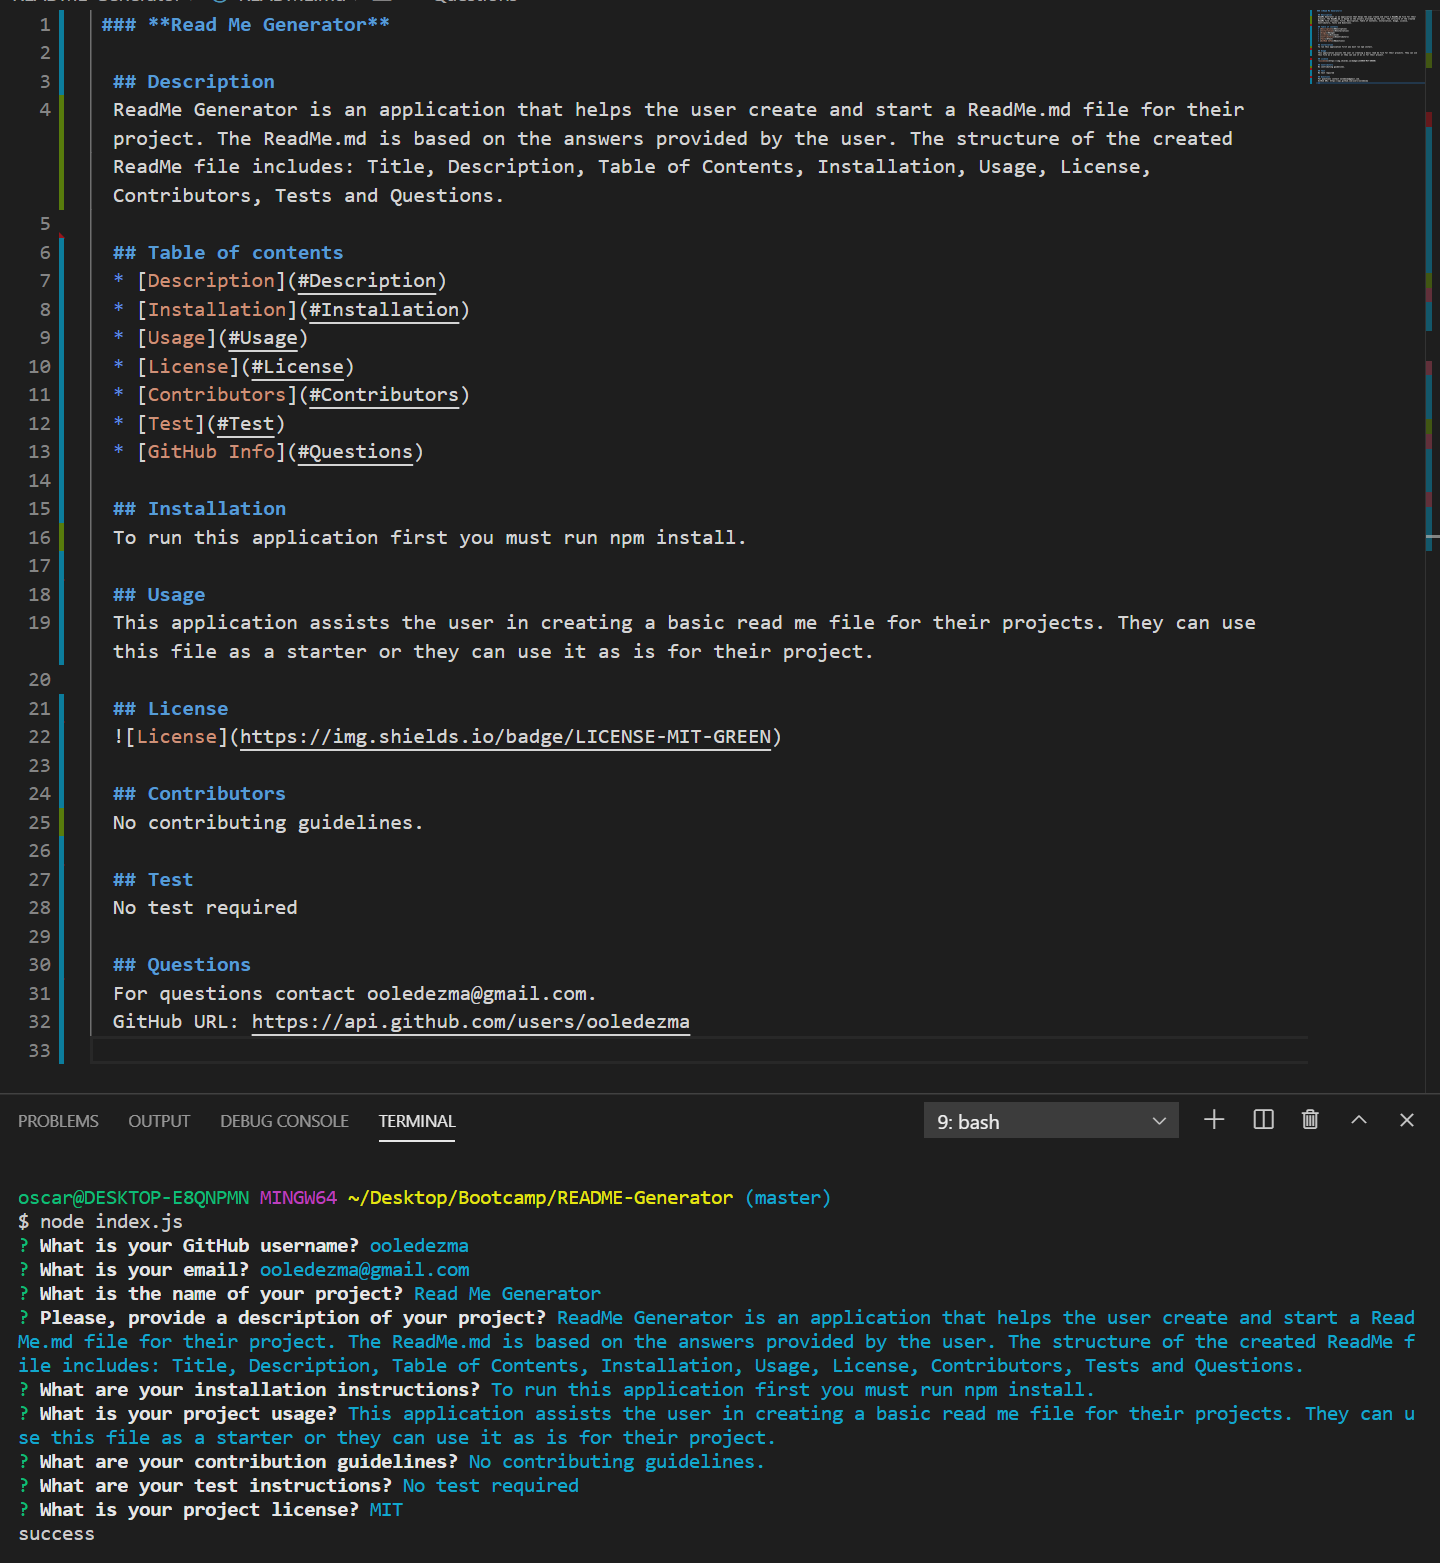 1 ### **Read Me Generator**
2
3 ## Description
4 ReadMe Generator is an application that helps the user create and start a ReadMe.md file for their
project. The ReadMe.md is based on the answers provided by the user. The structure of the created
ReadMe file includes: Title, Description, Table of Contents, Installation, Usage, License,
Contributors, Tests and Questions.
5
6 ## Table of contents
7 * [Description](#Description)
8 * [Installation](#Installation)
9 * [Usage](#Usage)
10 * [License](#License)
11 * [Contributors](#Contributors)
12 * [Test](#Test)
13 * [GitHub Info](#Questions)
14
15 ## Installation
16 To run this application first you must run npm install.
17
18 ## Usage
19 This application assists the user in creating a basic read me file for their projects. They can use
this file as a starter or they can use it as is for their project.
20
21 ## License
22 ![License](https://img.shields.io/badge/LICENSE-MIT-GREEN)
23
24 ## Contributors
25 No contributing guidelines.
26
27 ## Test
28 No test required
29
30 ## Questions
31 For questions contact ooledezma@gmail.com.
32 GitHub URL: https://api.github.com/users/ooledezma
33
PROBLEMS OUTPUT DEBUG CONSOLE TERMINAL 9: bash
oscar@DESKTOP-E8QNPMN MINGW64 ~/Desktop/Bootcamp/README-Generator (master)
$ node index.js
? What is your GitHub username? ooledezma
? What is your email? ooledezma@gmail.com
? What is the name of your project? Read Me Generator
? Please, provide a description of your project? ReadMe Generator is an application that helps the user create and start a Read
Me.md file for their project. The ReadMe.md is based on the answers provided by the user. The structure of the created ReadMe f
ile includes: Title, Description, Table of Contents, Installation, Usage, License, Contributors, Tests and Questions.
? What are your installation instructions? To run this application first you must run npm install.
? What is your project usage? This application assists the user in creating a basic read me file for their projects. They can u
se this file as a starter or they can use it as is for their project.
? What are your contribution guidelines? No contributing guidelines.
? What are your test instructions? No test required
? What is your project license? MIT
success